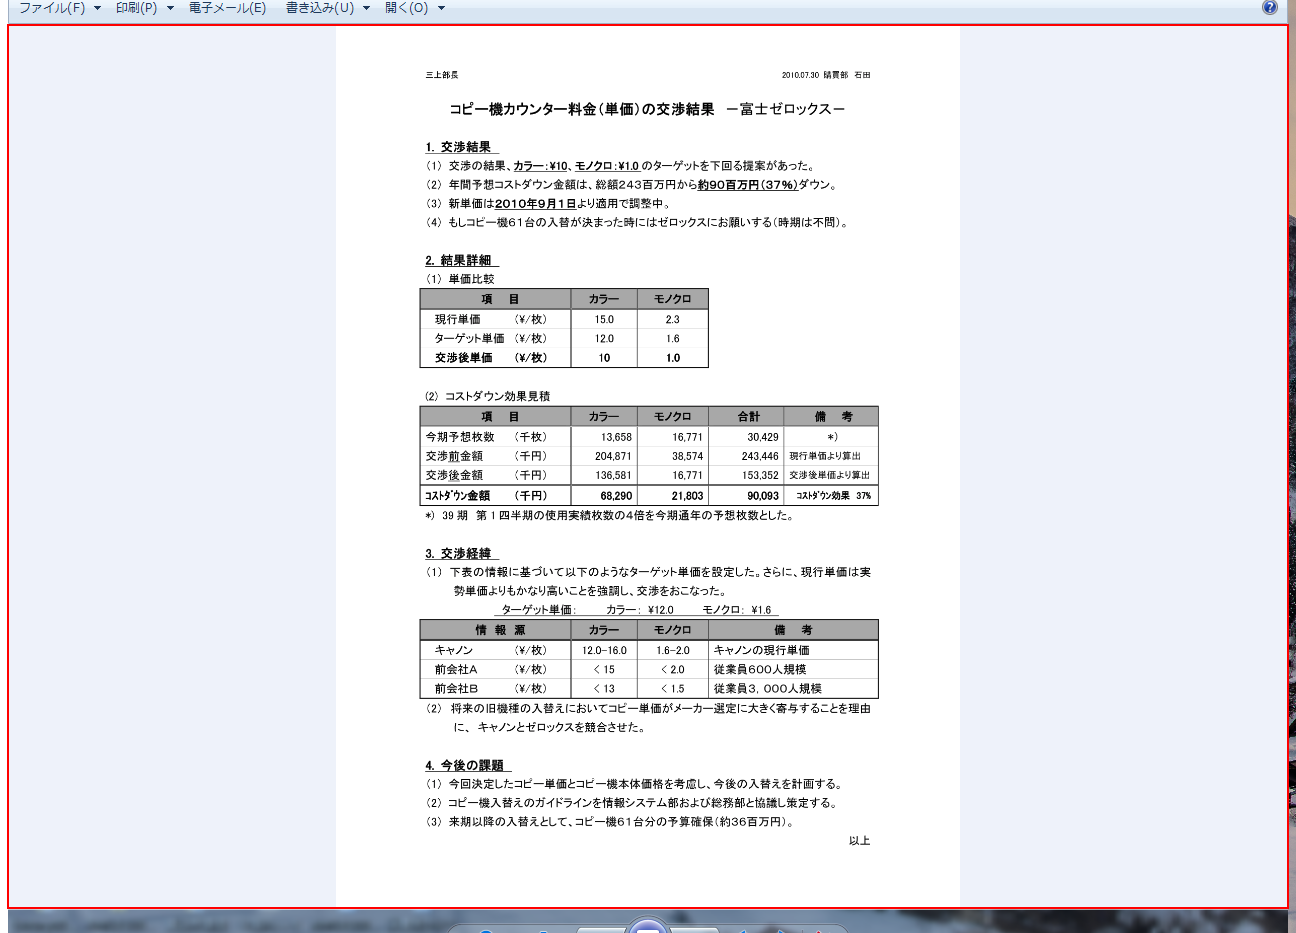 ファイル(F) 印刷(P) 電子メール(E) 書き込み(U) 開く(O)
三上部長 2010.07.30 購買部 石田
コピー機カウンター料金(単価)の交渉結果 －富士ゼロックス－
1. 交渉結果
(1) 交渉の結果、カラー:¥10、モノクロ:¥1.0 のターゲットを下回る提案があった。
(2) 年間予想コストダウン金額は、総額243百万円から約90百万円(37%)ダウン。
(3) 新単価は2010年9月1日より適用で調整中。
(4) もしコピー機61台の入替が決まった時にはゼロックスにお願いする(時期は不問)。
2. 結果詳細
(1) 単価比較
項 目 カラー モノクロ
現行単価 (¥/枚) 15.0 2.3
ターゲット単価 (¥/枚) 12.0 1.6
交渉後単価 (¥/枚) 10 1.0
(2) コストダウン効果見積
項 目 カラー モノクロ 合計 備 考
今期予想枚数 (千枚) 13,658 16,771 30,429 *)
交渉前金額 (千円) 204,871 38,574 243,446 現行単価より算出
交渉後金額 (千円) 136,581 16,771 153,352 交渉後単価より算出
ｺｽﾄﾀﾞｳﾝ金額 (千円) 68,290 21,803 90,093 ｺｽﾄﾀﾞｳﾝ効果 37%
*) 39期 第1四半期の使用実績枚数の4倍を今期通年の予想枚数とした。
3. 交渉経緯
(1) 下表の情報に基づいて以下のようなターゲット単価を設定した。さらに、現行単価は実
勢単価よりもかなり高いことを強調し、交渉をおこなった。
ターゲット単価: カラー: ¥12.0 モノクロ: ¥1.6
情 報 源 カラー モノクロ 備 考
キャノン (¥/枚) 12.0-16.0 1.6-2.0 キャノンの現行単価
前会社A (¥/枚) < 15 < 2.0 従業員600人規模
前会社B (¥/枚) < 13 < 1.5 従業員3,000人規模
(2) 将来の旧機種の入替えにおいてコピー単価がメーカー選定に大きく寄与することを理由
に、キャノンとゼロックスを競合させた。
4. 今後の課題
(1) 今回決定したコピー単価とコピー機本体価格を考慮し、今後の入替えを計画する。
(2) コピー機入替えのガイドラインを情報システム部および総務部と協議し策定する。
(3) 来期以降の入替えとして、コピー機61台分の予算確保(約36百万円)。
以上